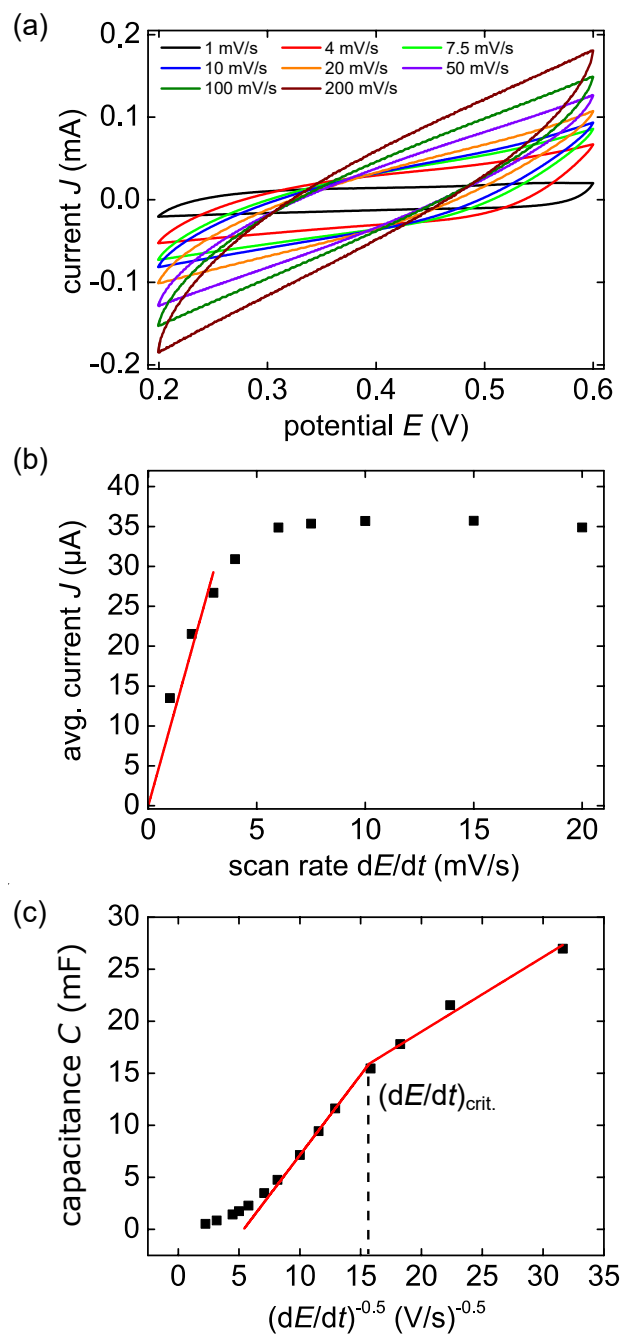 (a)
1 mV/s 4 mV/s 7.5 mV/s
10 mV/s 20 mV/s 50 mV/s
100 mV/s 200 mV/s
0.2
0.1
0.0
-0.1
-0.2
current J (mA)
0.2 0.3 0.4 0.5 0.6
potential E (V)
(b)
40
35
30
25
20
15
10
5
0
avg. current J (µA)
0 5 10 15 20
scan rate dE/dt (mV/s)
(c)
30
25
20
15
10
5
0
capacitance C (mF)
(dE/dt)crit.
0 5 10 15 20 25 30 35
(dE/dt)^-0.5 (V/s)^-0.5